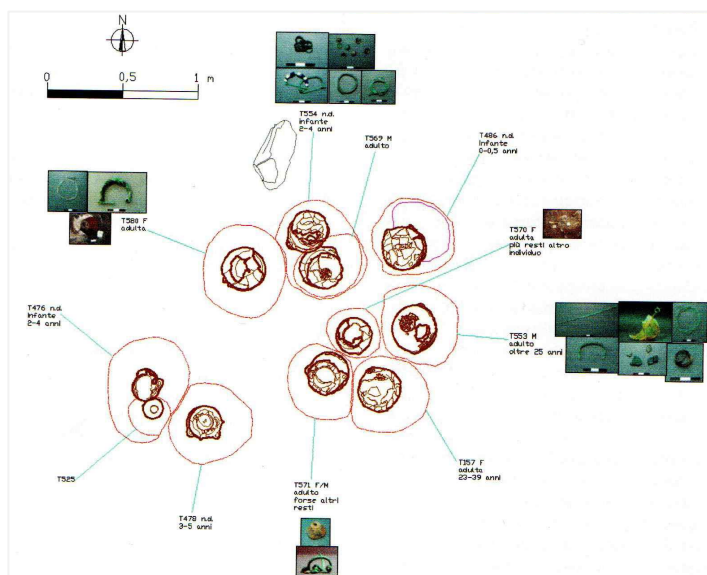 N
0 0,5 1 m
T554 n.d.
infante
2-4 anni
T569 M
adulto
T486 n.d.
infante
0-0,5 anni
T580 F
adulta
T570 F
adulta
più resti altro
individuo
T476 n.d.
infante
2-4 anni
T553 M
adulto
oltre 25 anni
T525
T478 n.d.
3-5 anni
T571 F/M
adulto
forse altri
resti
T157 F
adulta
23-39 anni